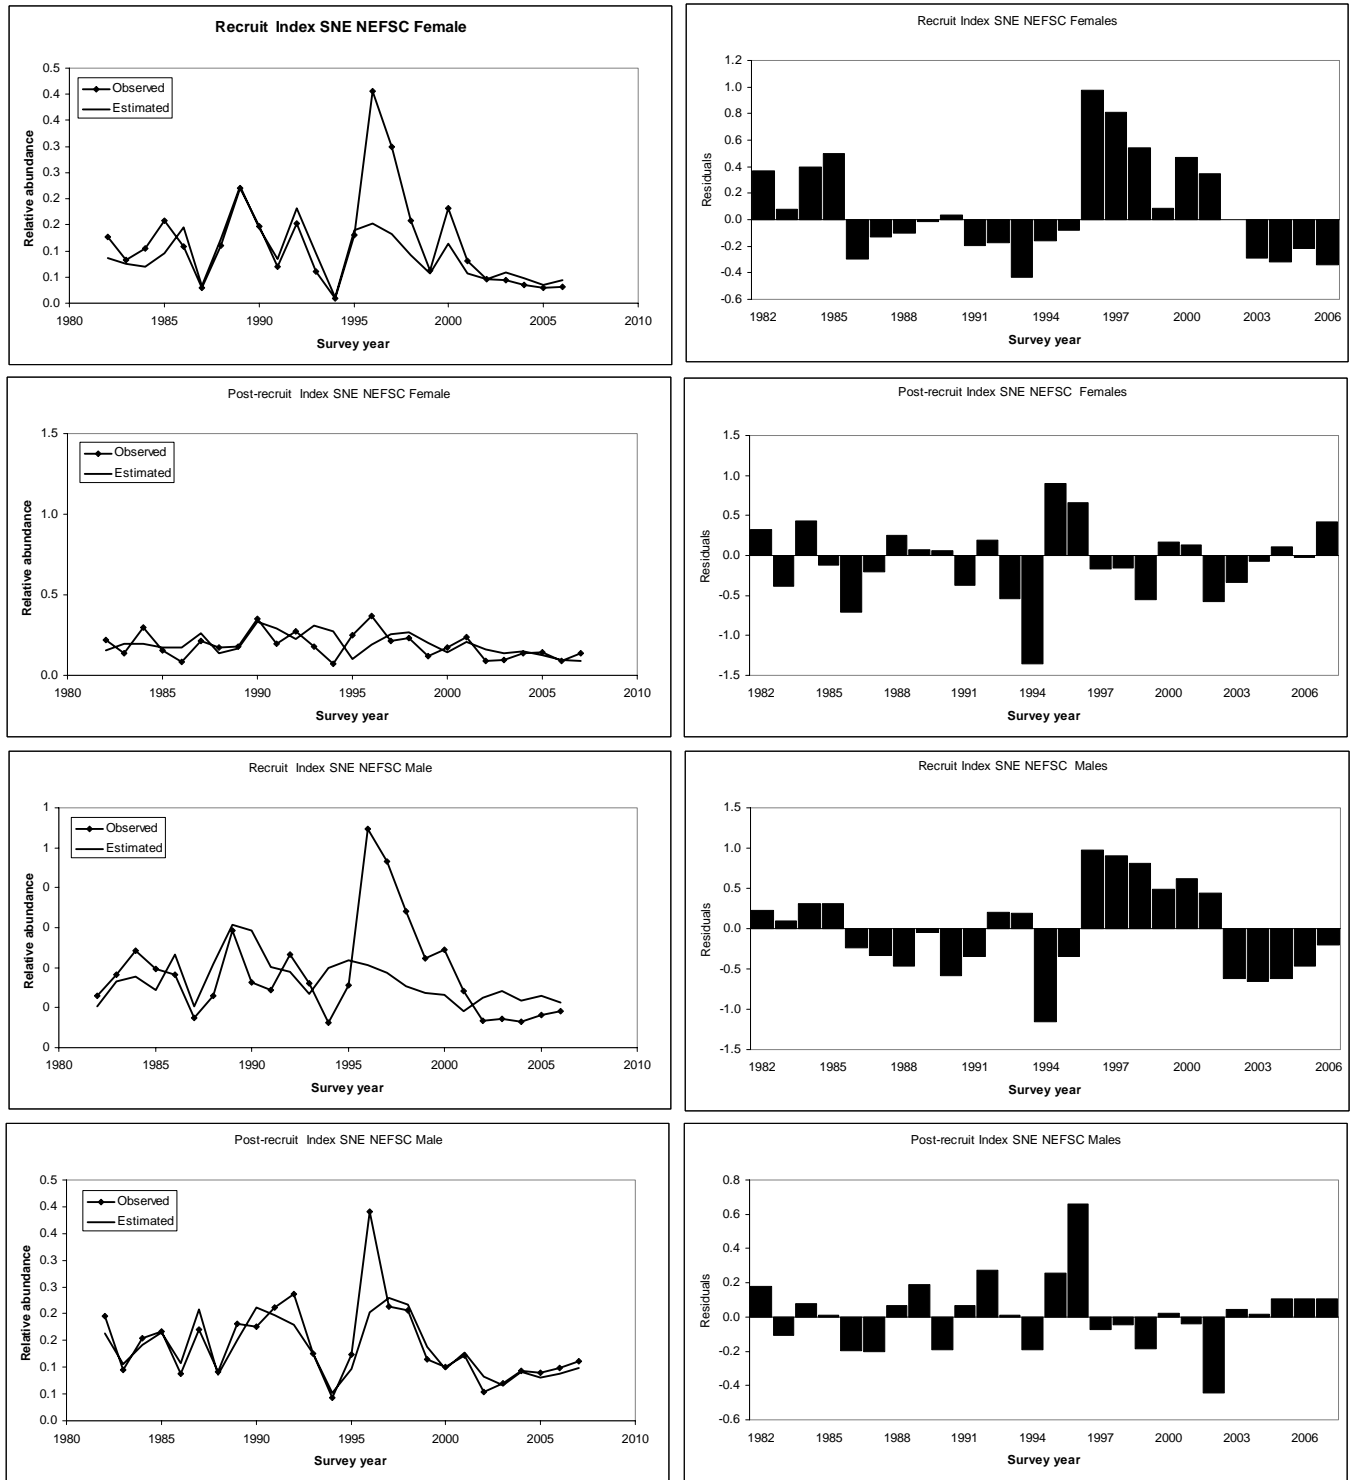 Recruit Index SNE NEFSC Female
0.5
0.4
0.4
0.3
0.3
0.2
0.2
0.1
0.1
0.0
Relative abundance
Observed
Estimated
1980 1985 1990 1995 2000 2005 2010
Survey year
Recruit Index SNE NEFSC Females
1.2
1.0
0.8
0.6
0.4
0.2
0.0
-0.2
-0.4
-0.6
Residuals
1982 1985 1988 1991 1994 1997 2000 2003 2006
Survey year
Post-recruit Index SNE NEFSC Female
1.5
1.0
0.5
0.0
Relative abundance
Observed
Estimated
1980 1985 1990 1995 2000 2005 2010
Survey year
Post-recruit Index SNE NEFSC Females
1.5
1.0
0.5
0.0
-0.5
-1.0
-1.5
Residuals
1982 1985 1988 1991 1994 1997 2000 2003 2006
Survey year
Recruit Index SNE NEFSC Male
1
1
0
0
0
0
0
Relative abundance
Observed
Estimated
1980 1985 1990 1995 2000 2005 2010
Survey year
Recruit Index SNE NEFSC Males
1.5
1.0
0.5
0.0
-0.5
-1.0
-1.5
Residuals
1982 1985 1988 1991 1994 1997 2000 2003 2006
Survey year
Post-recruit Index SNE NEFSC Male
0.5
0.4
0.4
0.3
0.3
0.2
0.2
0.1
0.1
0.0
Relative abundance
Observed
Estimated
1980 1985 1990 1995 2000 2005 2010
Survey year
Post-recruit Index SNE NEFSC Males
0.8
0.6
0.4
0.2
0.0
-0.2
-0.4
-0.6
Residuals
1982 1985 1988 1991 1994 1997 2000 2003 2006
Survey year